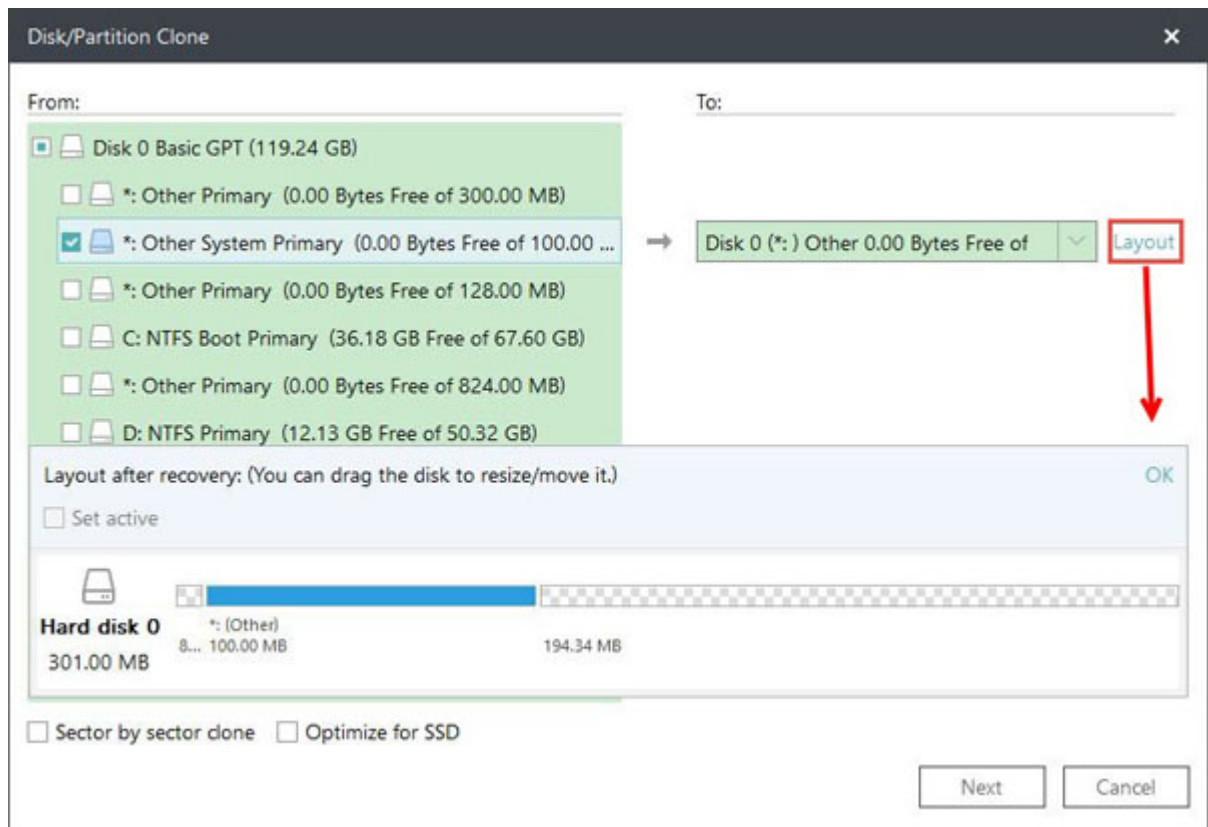 Disk/Partition Clone
From:
To:
Disk 0 Basic GPT (119.24 GB)
*: Other Primary (0.00 Bytes Free of 300.00 MB)
*: Other System Primary (0.00 Bytes Free of 100.00 ...
Disk 0 (*: ) Other 0.00 Bytes Free of
Layout
*: Other Primary (0.00 Bytes Free of 128.00 MB)
C: NTFS Boot Primary (36.18 GB Free of 67.60 GB)
*: Other Primary (0.00 Bytes Free of 824.00 MB)
D: NTFS Primary (12.13 GB Free of 50.32 GB)
Layout after recovery: (You can drag the disk to resize/move it.)
OK
Set active
Hard disk 0
301.00 MB
*: (Other)
8... 100.00 MB
194.34 MB
Sector by sector clone
Optimize for SSD
Next
Cancel